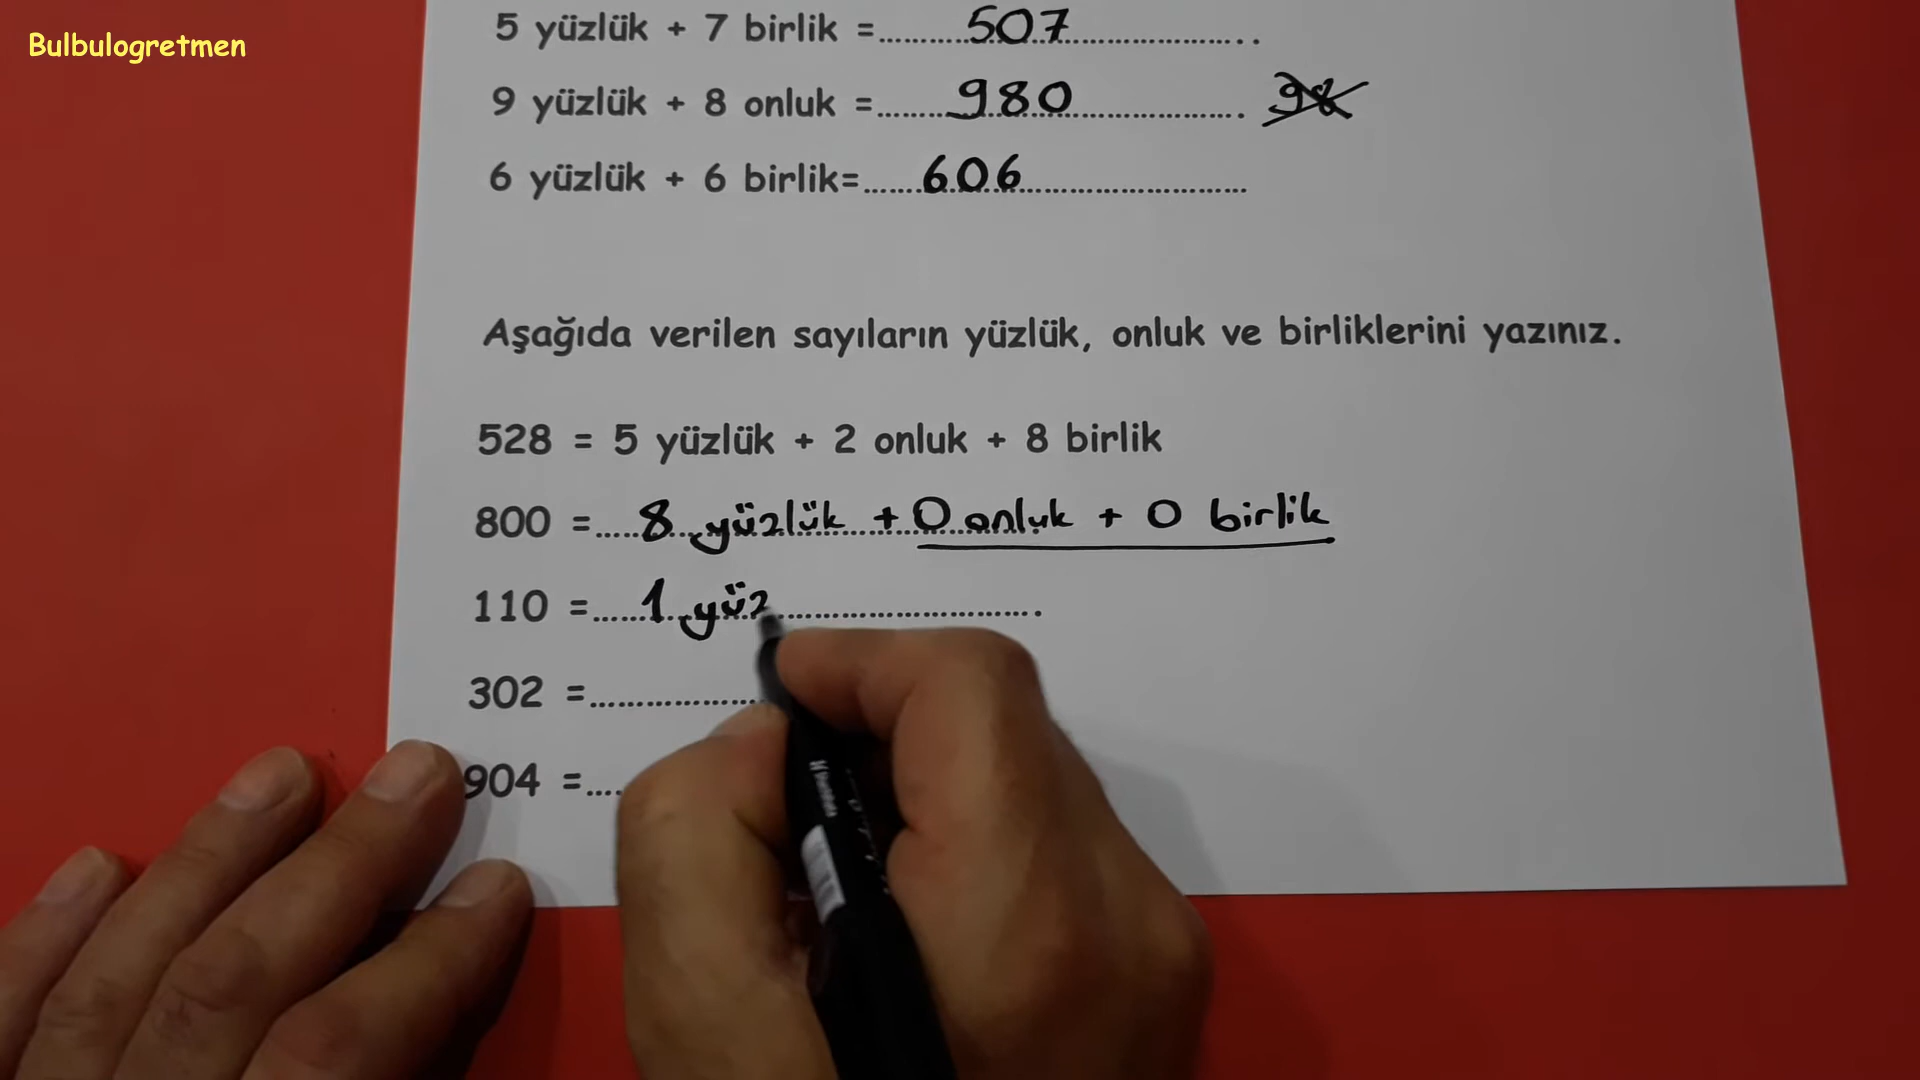 Bulbulogretmen
5 yüzlük + 7 birlik =..........507..........
9 yüzlük + 8 onluk =..........980..........
6 yüzlük + 6 birlik=..........606..........
Aşağıda verilen sayıların yüzlük, onluk ve birliklerini yazınız.
528 = 5 yüzlük + 2 onluk + 8 birlik
800 =.....8 yüzlük + 0 onluk + 0 birlik
110 =.....1 yüz....................
302 =....................
904 =....